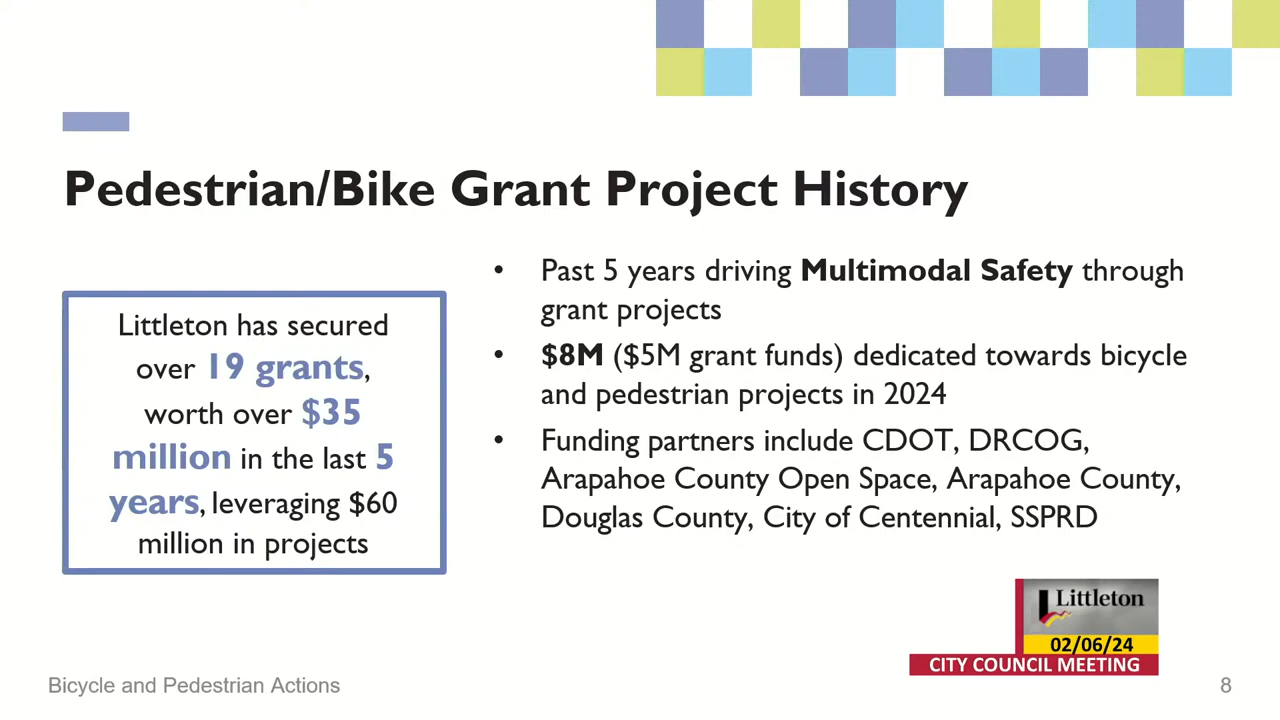 Pedestrian/Bike Grant Project History
Littleton has secured
over 19 grants,
worth over $35
million in the last 5
years, leveraging $60
million in projects
• Past 5 years driving Multimodal Safety through
grant projects
• $8M ($5M grant funds) dedicated towards bicycle
and pedestrian projects in 2024
• Funding partners include CDOT, DRCOG,
Arapahoe County Open Space, Arapahoe County,
Douglas County, City of Centennial, SSPRD
Littleton
02/06/24
CITY COUNCIL MEETING
Bicycle and Pedestrian Actions
8